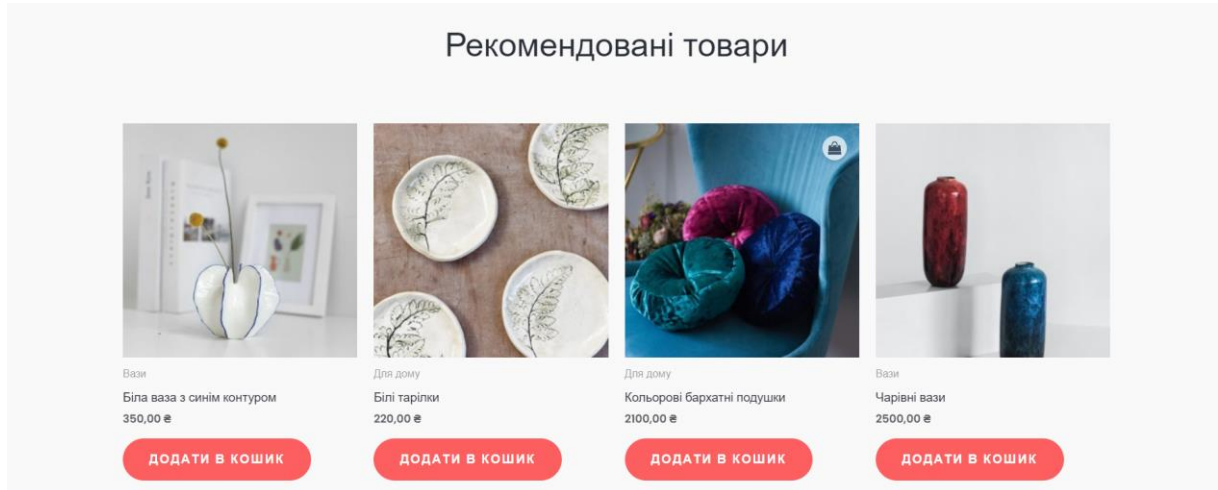 Рекомендовані товари
Вази
Біла ваза з синім контуром
350,00 ₴
ДОДАТИ В КОШИК
Для дому
Білі тарілки
220,00 ₴
ДОДАТИ В КОШИК
Для дому
Кольорові бархатні подушки
2100,00 ₴
ДОДАТИ В КОШИК
Вази
Чарівні вази
2500,00 ₴
ДОДАТИ В КОШИК